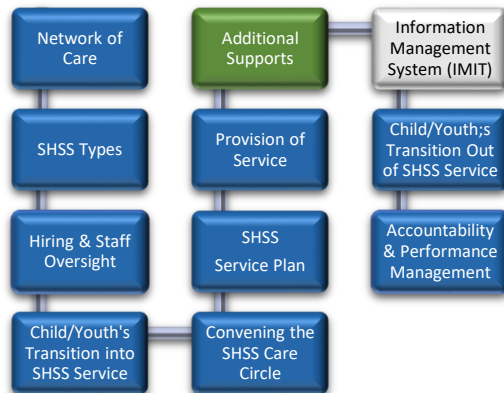 Network of
Care
SHSS Types
Hiring & Staff
Oversight
Child/Youth's
Transition into
SHSS Service
Convening the
SHSS Care
Circle
SHSS
Service Plan
Provision of
Service
Additional
Supports
Information
Management
System (IMIT)
Child/Youth;s
Transition Out
of SHSS Service
Accountability
& Performance
Management